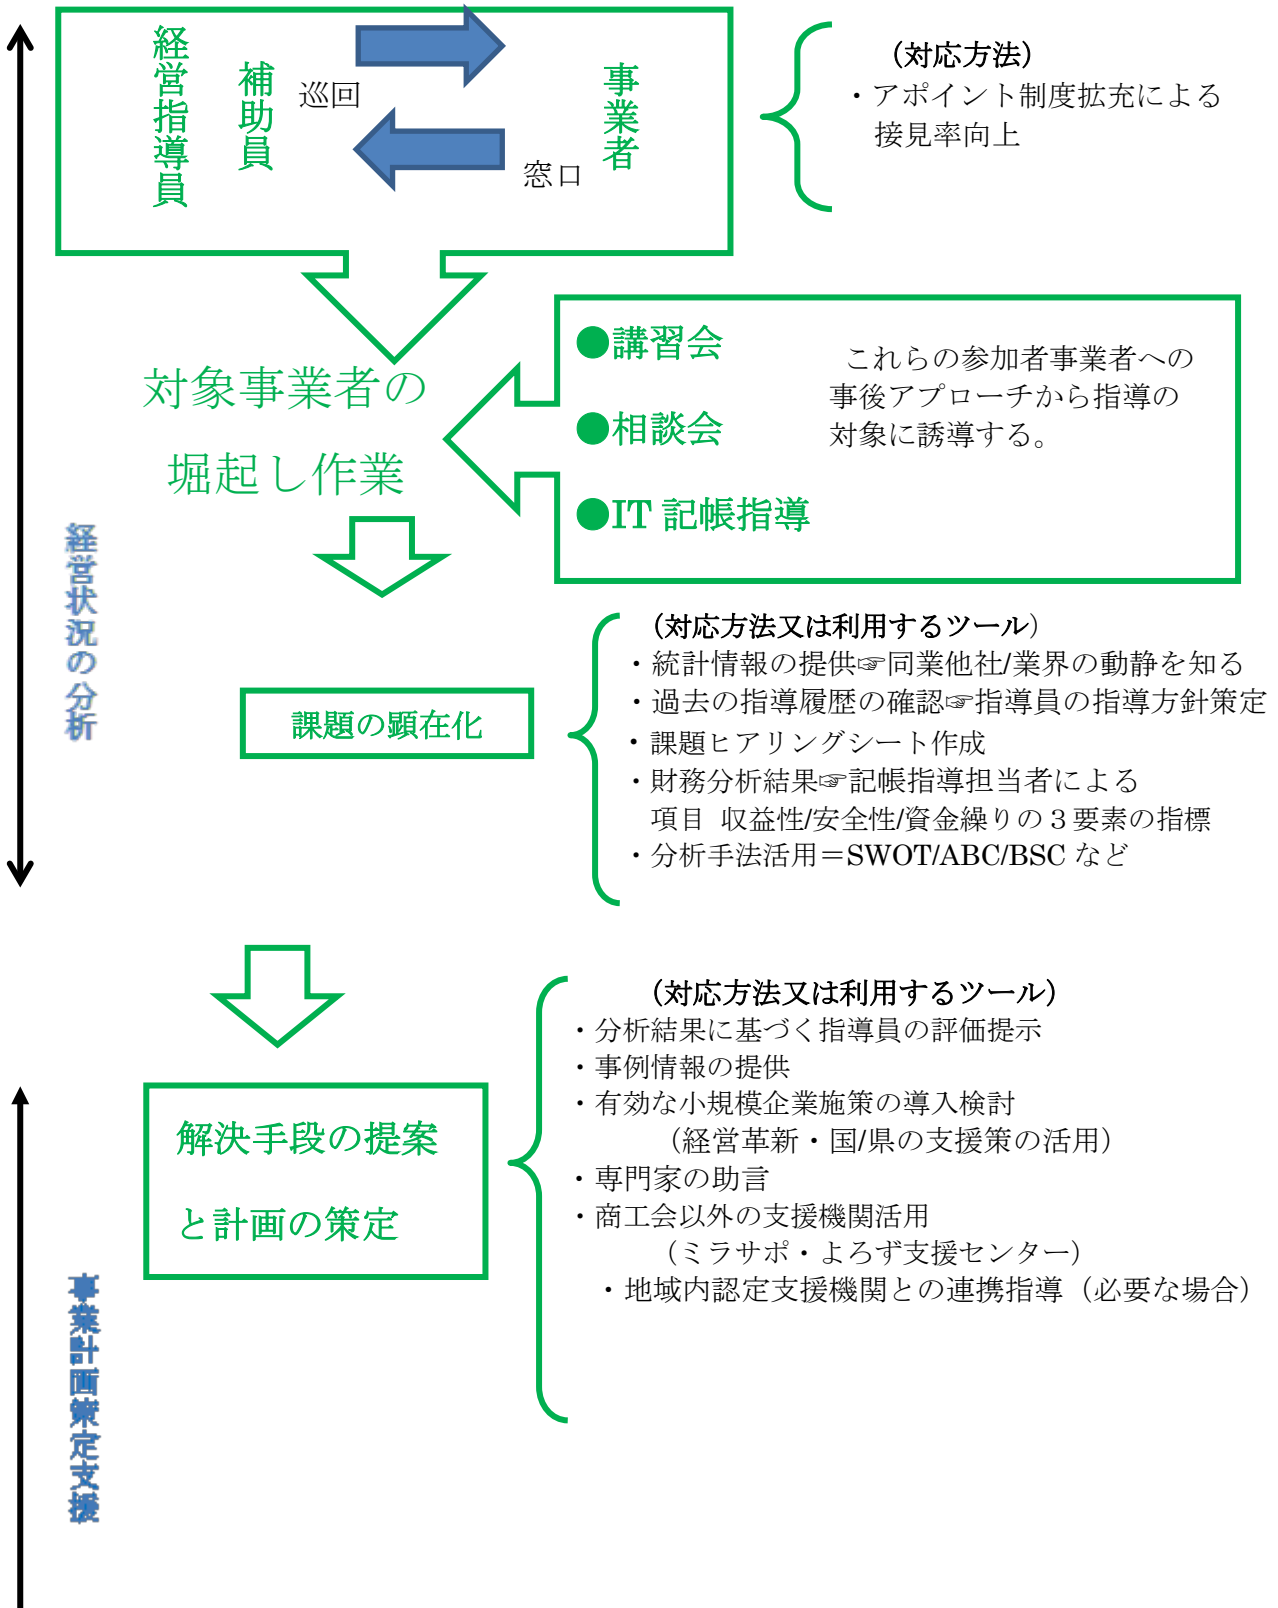 経営指導員
補助員
巡回
窓口
事業者
（対応方法）
・アポイント制度拡充による
接見率向上
対象事業者の
堀起し作業
●講習会
●相談会
●IT 記帳指導
これらの参加者事業者への
事後アプローチから指導の
対象に誘導する。
経営状況の分析
課題の顕在化
（対応方法又は利用するツール）
・統計情報の提供☞同業他社/業界の動静を知る
・過去の指導履歴の確認☞指導員の指導方針策定
・課題ヒアリングシート作成
・財務分析結果☞記帳指導担当者による
項目 収益性/安全性/資金繰りの３要素の指標
・分析手法活用＝SWOT/ABC/BSC など
解決手段の提案
と計画の策定
（対応方法又は利用するツール）
・分析結果に基づく指導員の評価提示
・事例情報の提供
・有効な小規模企業施策の導入検討
（経営革新・国/県の支援策の活用）
・専門家の助言
・商工会以外の支援機関活用
（ミラサポ・よろず支援センター）
・地域内認定支援機関との連携指導（必要な場合）
事業計画策定支援